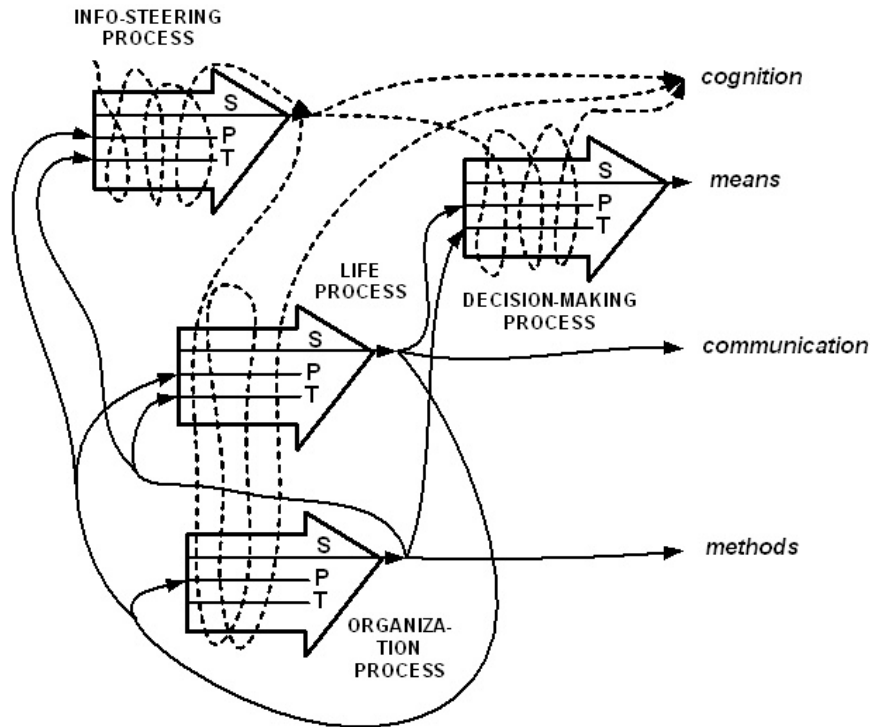 INFO-STEERING
PROCESS
cognition
S
P
T
S
P
T
means
LIFE
PROCESS
DECISION-MAKING
PROCESS
S
P
T
communication
S
P
T
methods
ORGANIZA-
TION
PROCESS